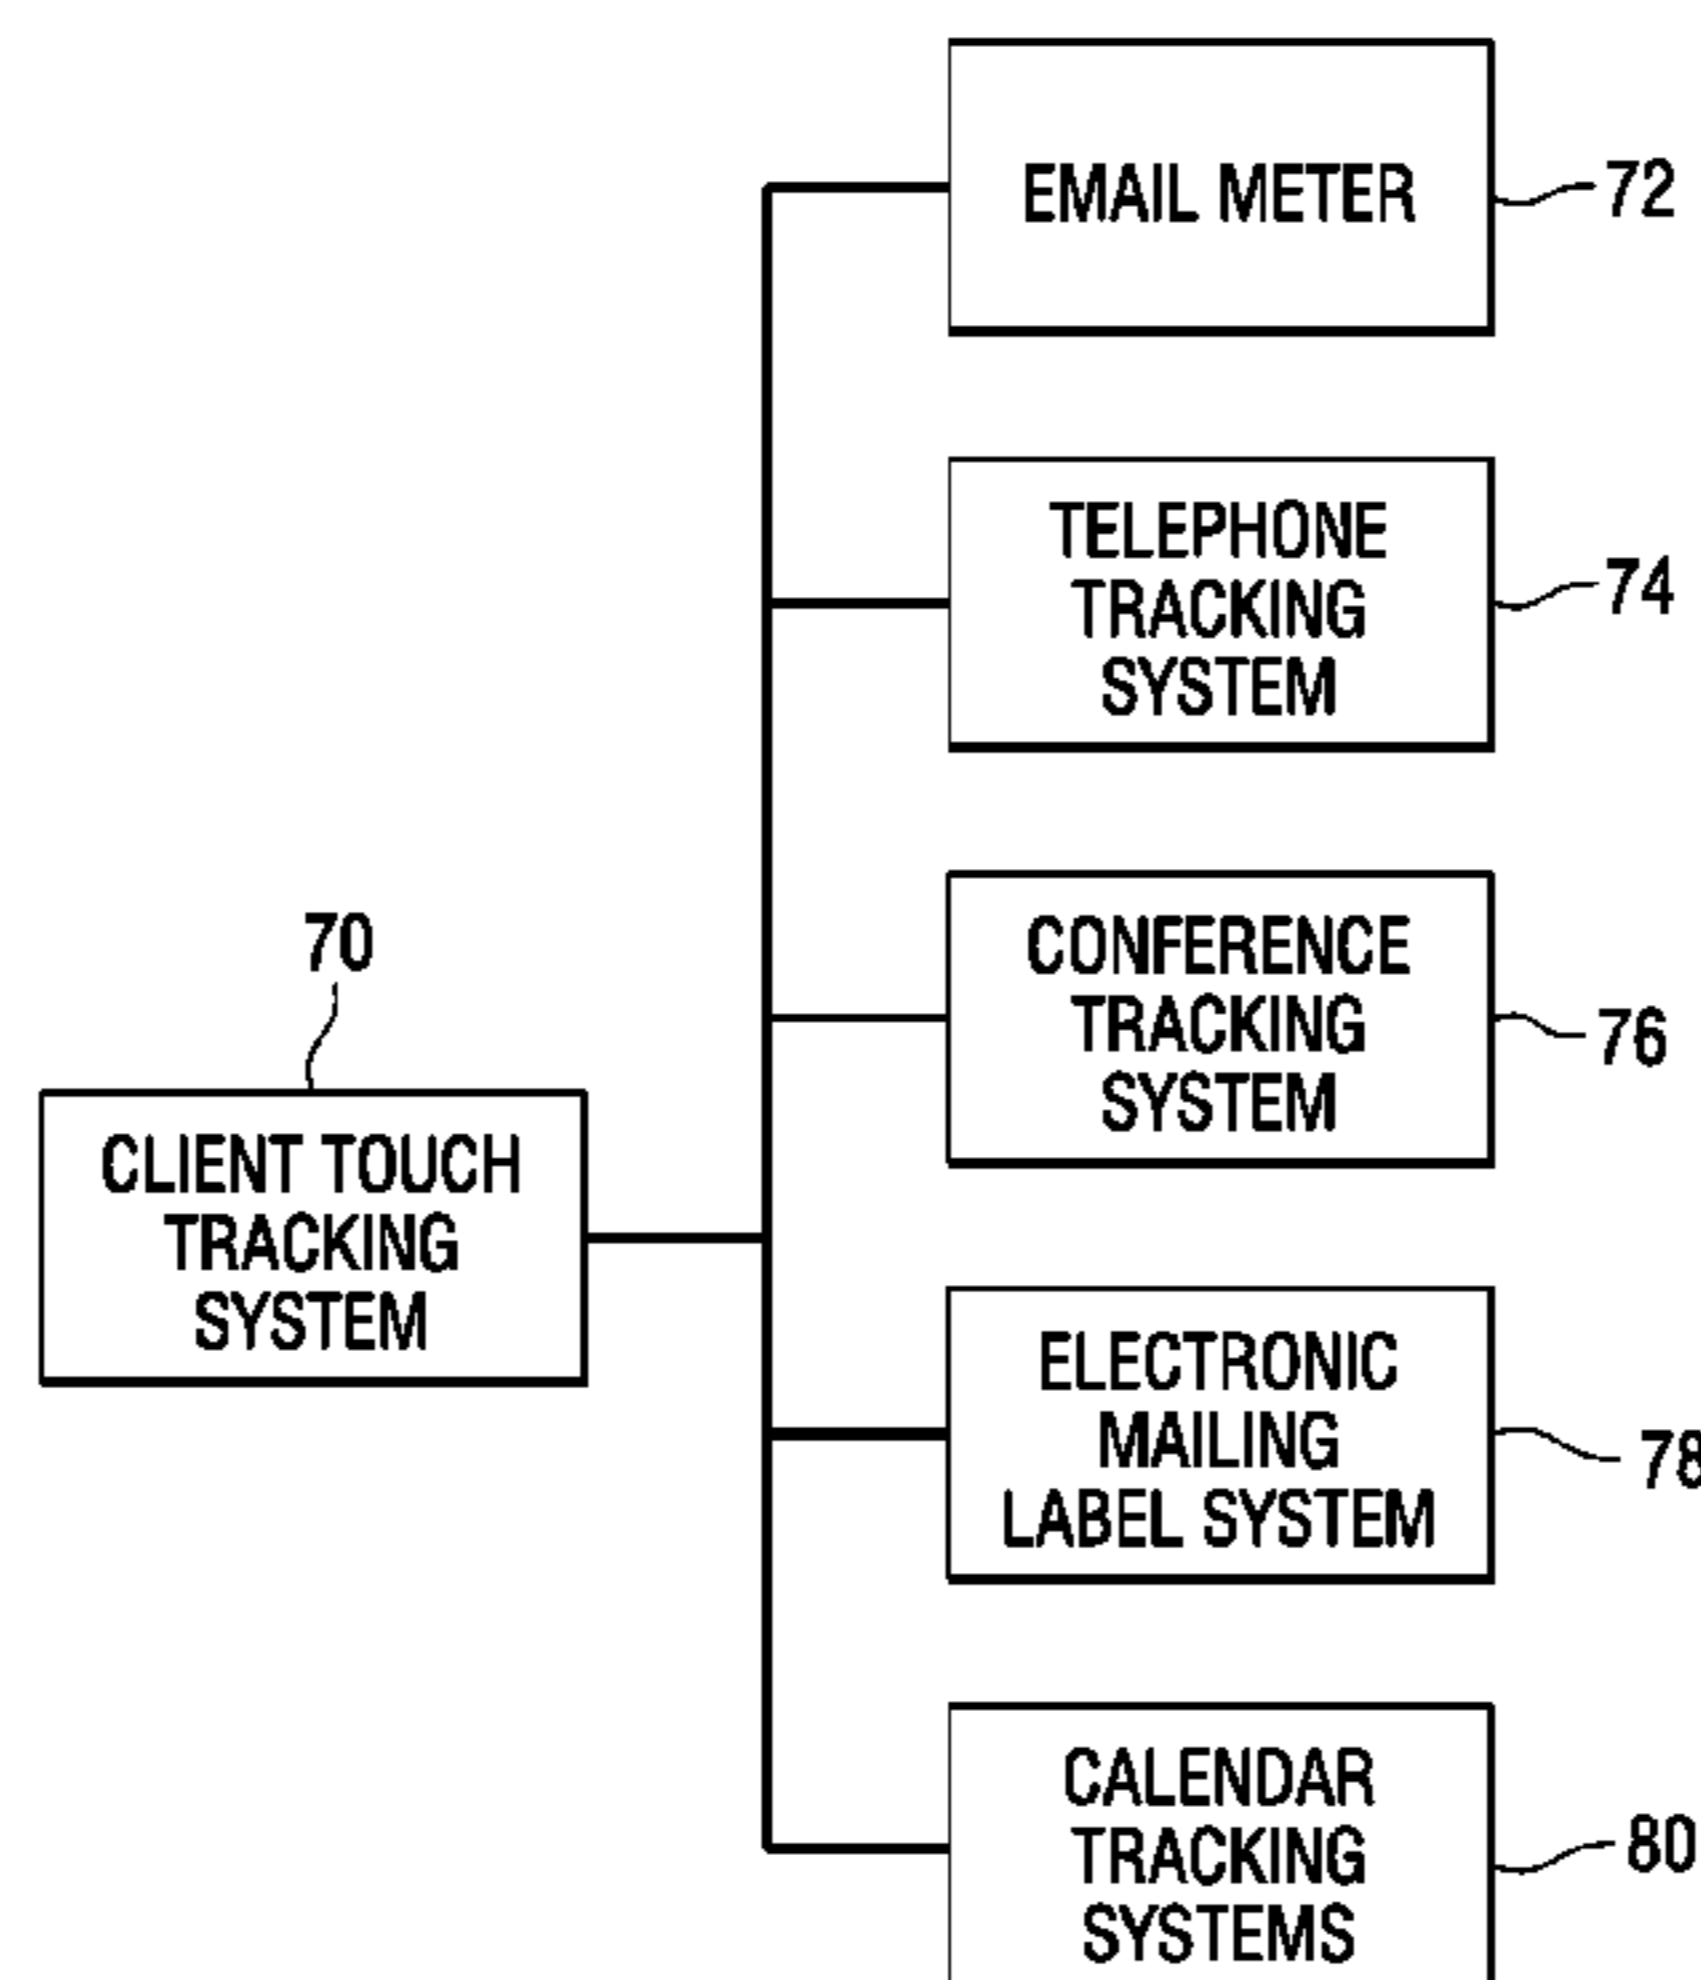 EMAIL METER
72
TELEPHONE
TRACKING
SYSTEM
74
CONFERENCE
TRACKING
SYSTEM
76
70
CLIENT TOUCH
TRACKING
SYSTEM
ELECTRONIC
MAILING
LABEL SYSTEM
78
CALENDAR
TRACKING
SYSTEMS
80